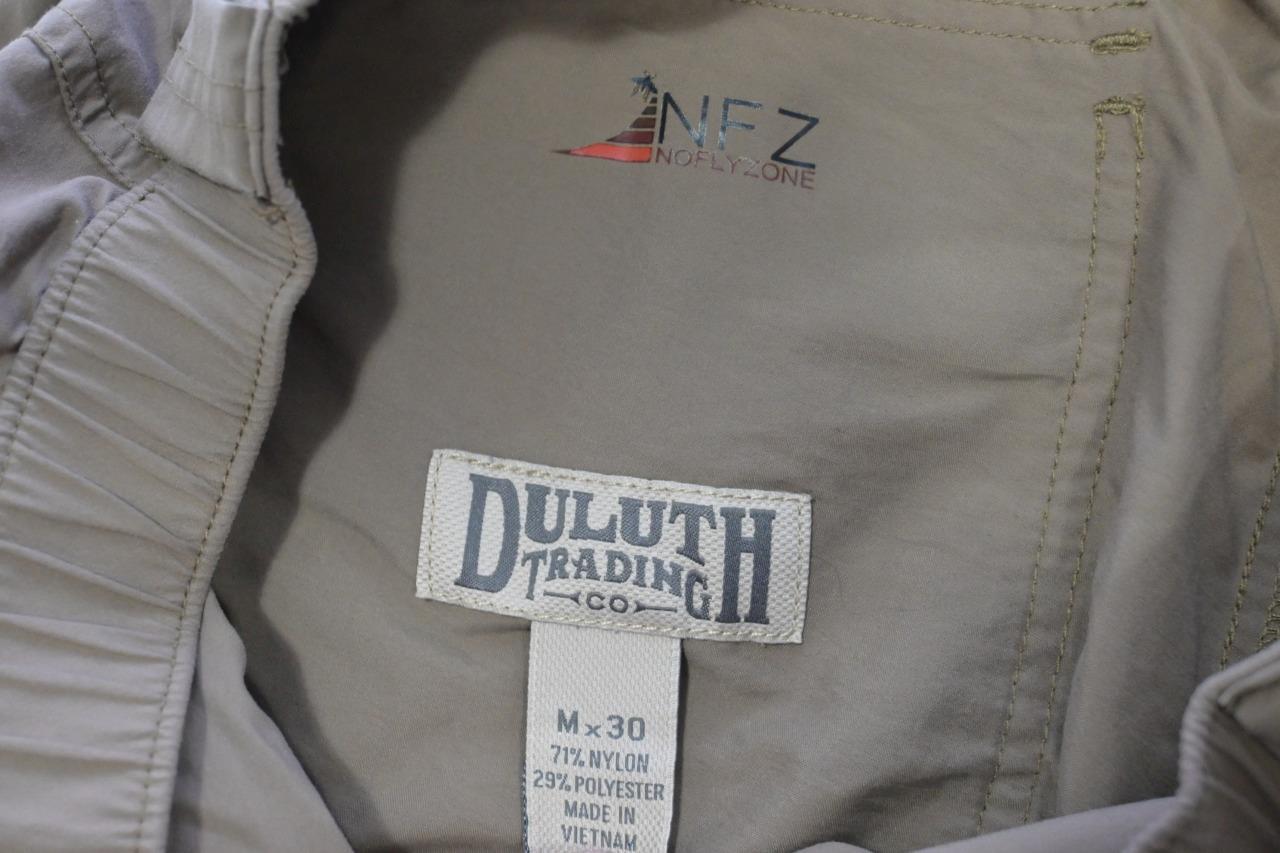 NFZ
NOFLYZONE
DULUTH
TRADING
CO
M x 30
71% NYLON
29% POLYESTER
MADE IN
VIETNAM